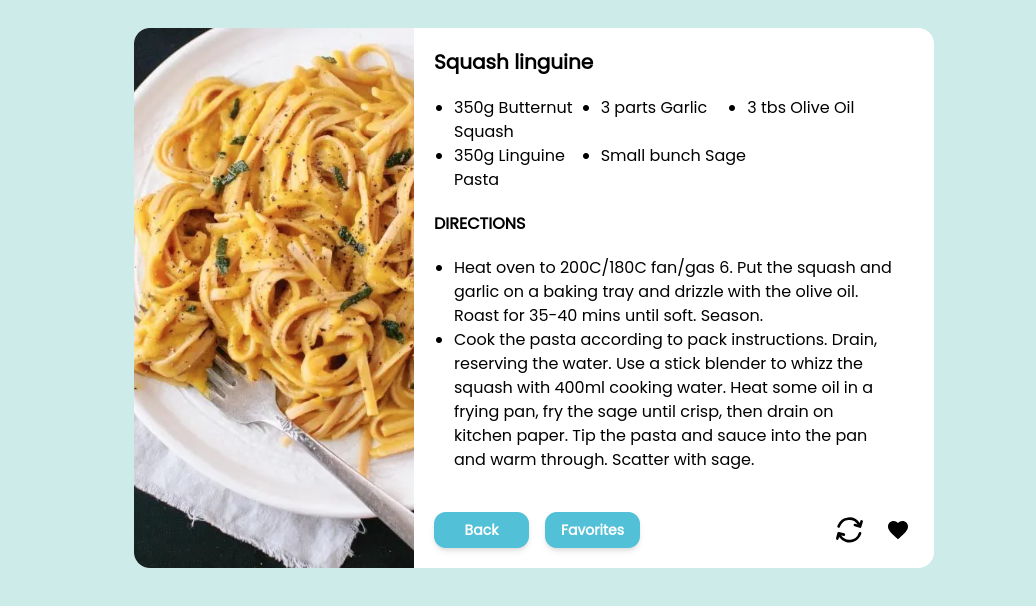 Squash linguine
350g Butternut Squash
3 parts Garlic
3 tbs Olive Oil
350g Linguine Pasta
Small bunch Sage
DIRECTIONS
Heat oven to 200C/180C fan/gas 6. Put the squash and
garlic on a baking tray and drizzle with the olive oil.
Roast for 35-40 mins until soft. Season.
Cook the pasta according to pack instructions. Drain,
reserving the water. Use a stick blender to whizz the
squash with 400ml cooking water. Heat some oil in a
frying pan, fry the sage until crisp, then drain on
kitchen paper. Tip the pasta and sauce into the pan
and warm through. Scatter with sage.
Back
Favorites